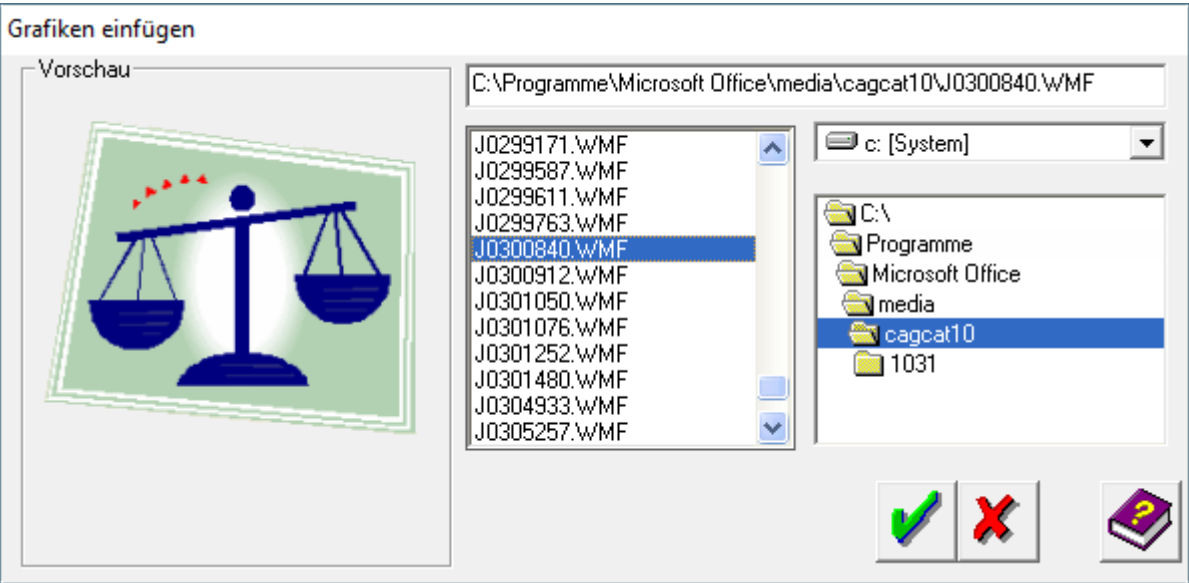 Grafiken einfügen
Vorschau
C:\Programme\Microsoft Office\media\cagcat10\J0300840.WMF
J0299171.WMF
J0299587.WMF
J0299611.WMF
J0299763.WMF
J0300840.WMF
J0300912.WMF
J0301050.WMF
J0301076.WMF
J0301252.WMF
J0301480.WMF
J0304933.WMF
J0305257.WMF
c: [System]
C:\
Programme
Microsoft Office
media
cagcat10
1031
?